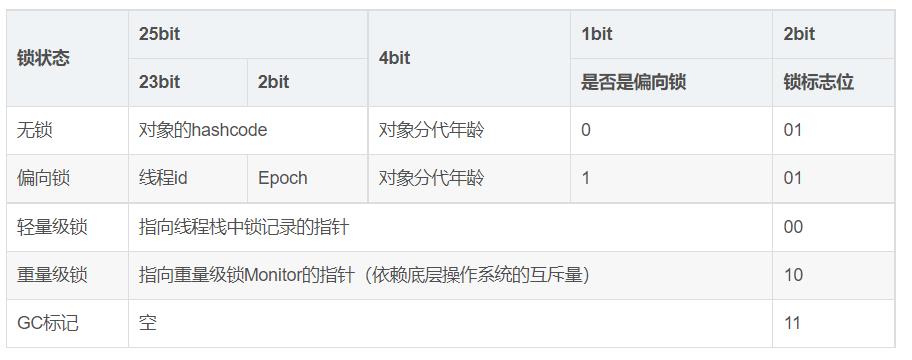 锁状态 25bit 4bit 1bit 2bit
23bit 2bit 是否是偏向锁 锁标志位
无锁 对象的hashcode 对象分代年龄 0 01
偏向锁 线程id Epoch 对象分代年龄 1 01
轻量级锁 指向线程栈中锁记录的指针 00
重量级锁 指向重量级锁Monitor的指针（依赖底层操作系统的互斥量） 10
GC标记 空 11